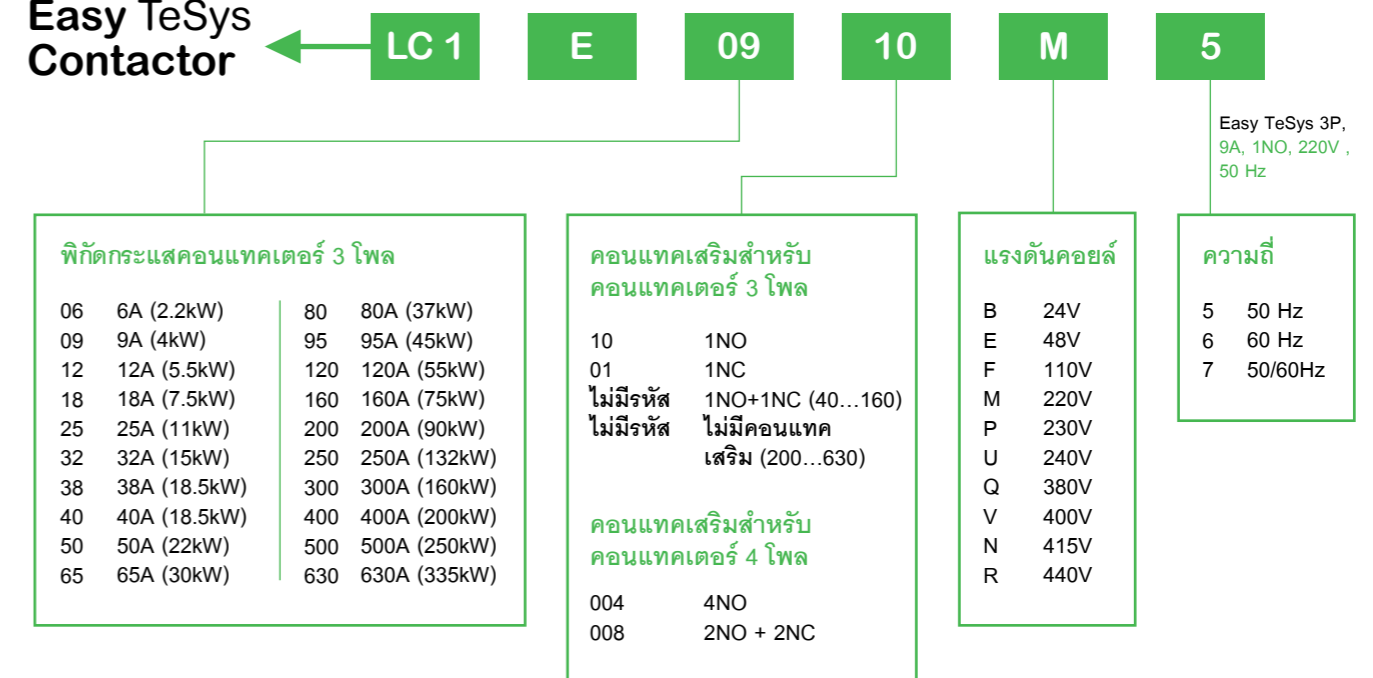 Easy TeSys
Contactor
LC 1 E 09 10 M 5
Easy TeSys 3P,
9A, 1NO, 220V ,
50 Hz
พิกัดกระแสคอนแทคเตอร์ 3 โพล
06 6A (2.2kW)
09 9A (4kW)
12 12A (5.5kW)
18 18A (7.5kW)
25 25A (11kW)
32 32A (15kW)
38 38A (18.5kW)
40 40A (18.5kW)
50 50A (22kW)
65 65A (30kW)
80 80A (37kW)
95 95A (45kW)
120 120A (55kW)
160 160A (75kW)
200 200A (90kW)
250 250A (132kW)
300 300A (160kW)
400 400A (200kW)
500 500A (250kW)
630 630A (335kW)
คอนแทคเสริมสำหรับ
คอนแทคเตอร์ 3 โพล
10 1NO
01 1NC
ไม่มีรหัส 1NO+1NC (40...160)
ไม่มีรหัส ไม่มีคอนแทค
เสริม (200...630)
คอนแทคเสริมสำหรับ
คอนแทคเตอร์ 4 โพล
004 4NO
008 2NO + 2NC
แรงดันคอยล์
B 24V
E 48V
F 110V
M 220V
P 230V
U 240V
Q 380V
V 400V
N 415V
R 440V
ความถี่
5 50 Hz
6 60 Hz
7 50/60Hz